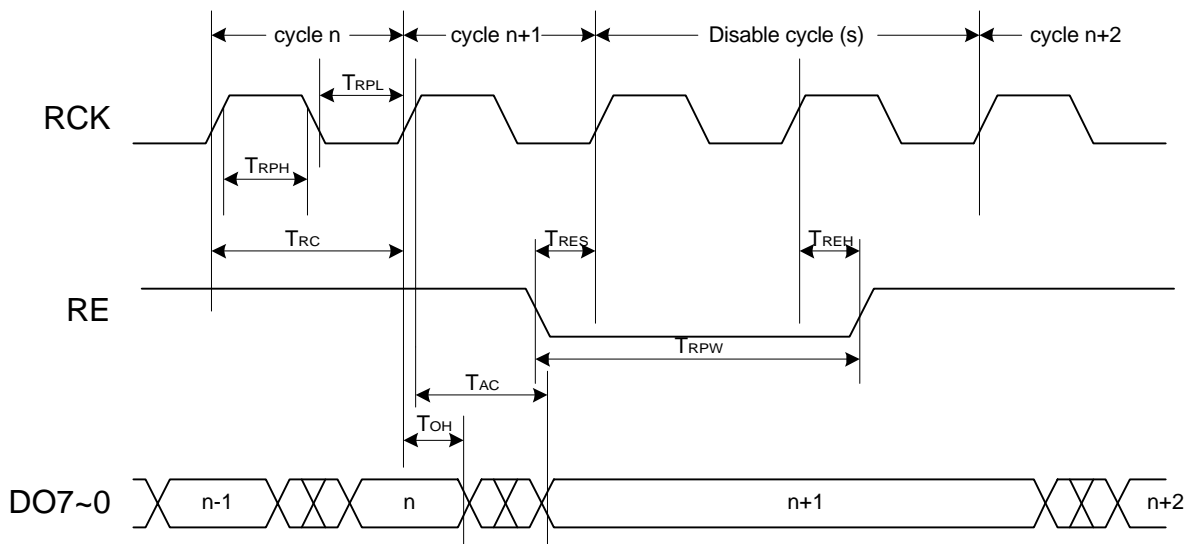 cycle n cycle n+1 Disable cycle (s) cycle n+2
TRPL
RCK
TRPH
TRC TRES TREH
RE
TRPW
TAC
TOH
DO7~0 n-1 n n+1 n+2